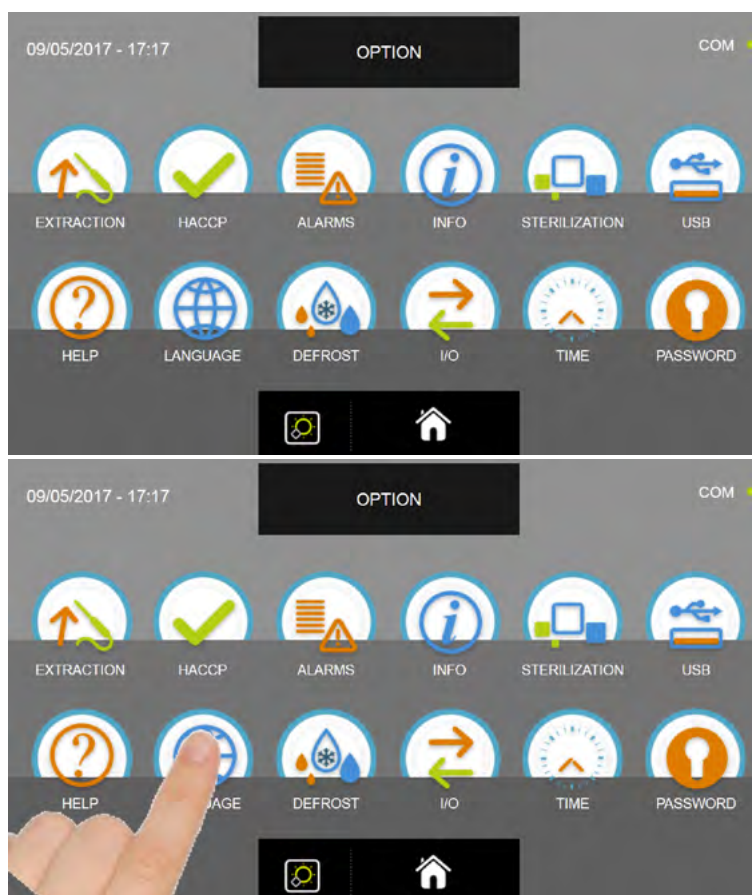 09/05/2017 - 17:17
OPTION
COM
EXTRACTION
HACCP
ALARMS
INFO
STERILIZATION
USB
HELP
LANGUAGE
DEFROST
I/O
TIME
PASSWORD
09/05/2017 - 17:17
OPTION
COM
EXTRACTION
HACCP
ALARMS
INFO
STERILIZATION
USB
HELP
UAGE
DEFROST
I/O
TIME
PASSWORD